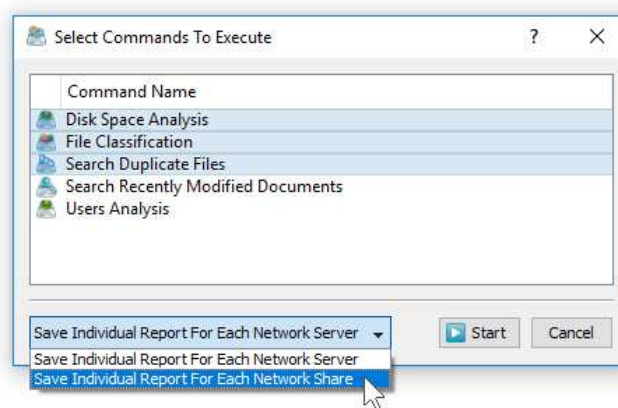 Select Commands To Execute ?
Command Name
Disk Space Analysis
File Classification
Search Duplicate Files
Search Recently Modified Documents
Users Analysis
Save Individual Report For Each Network Server Start Cancel
Save Individual Report For Each Network Server
Save Individual Report For Each Network Share